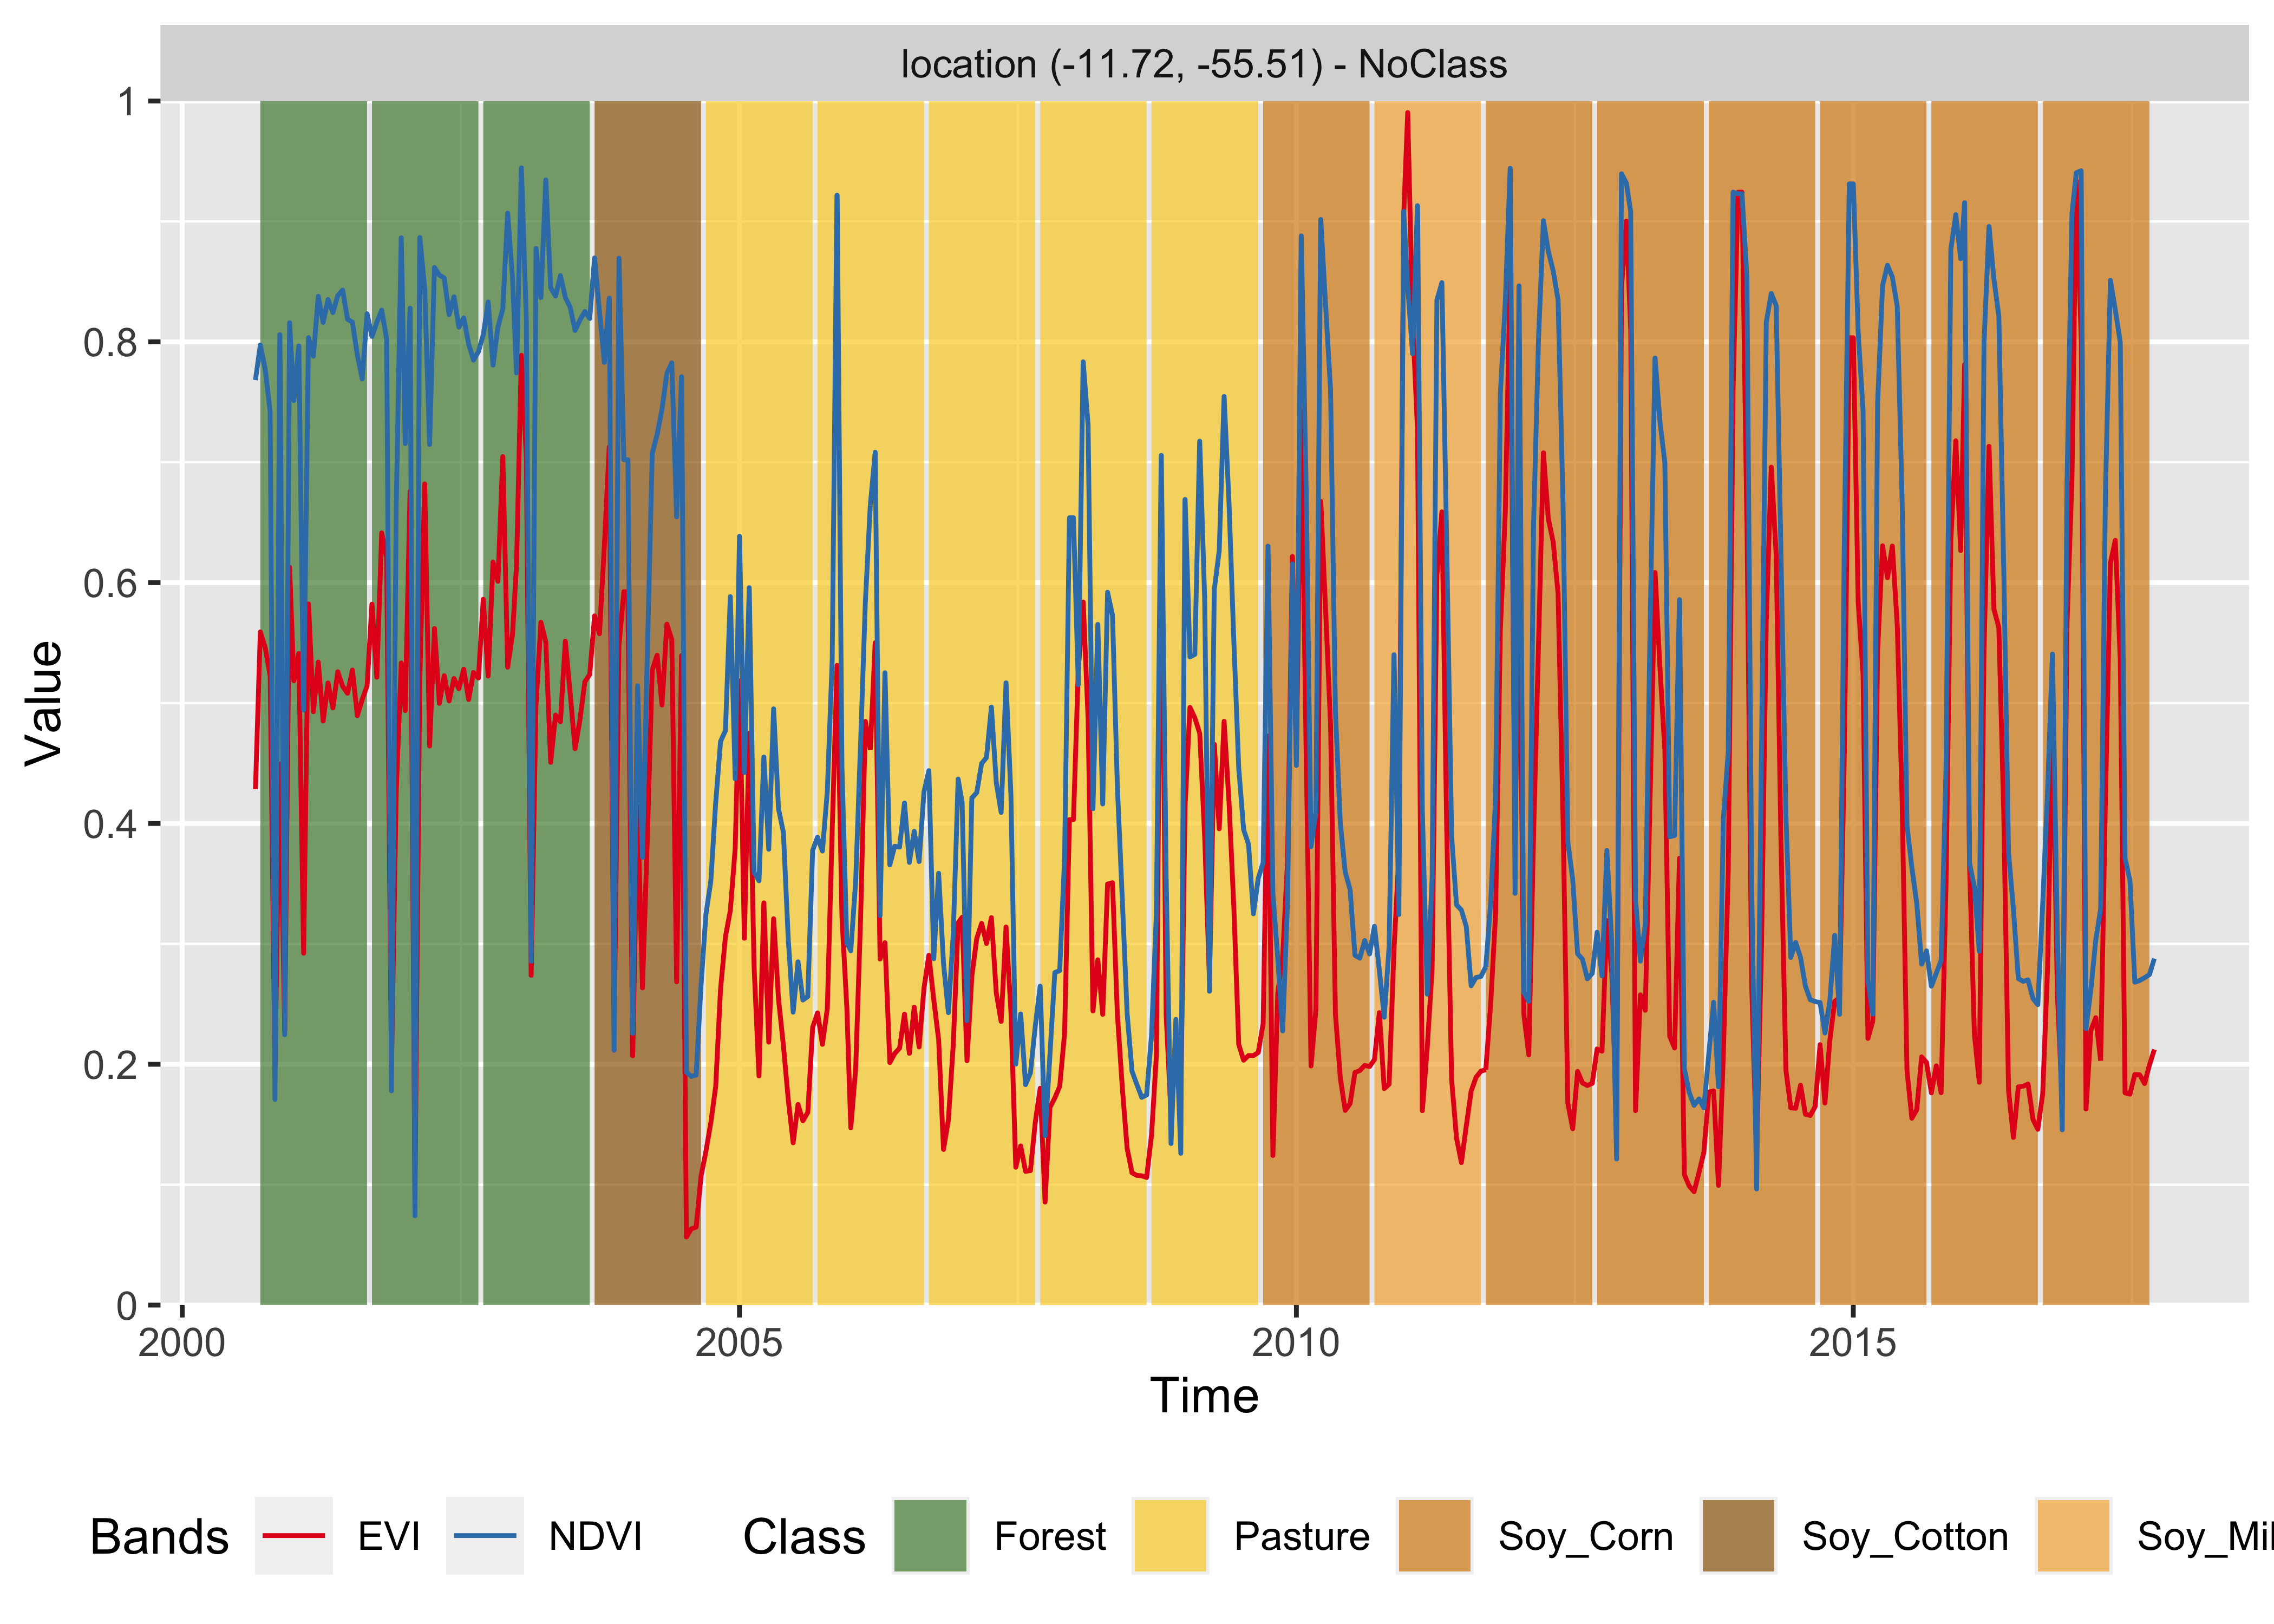 location (-11.72, -55.51) - NoClass
1
0.8
0.6
0.4
0.2
0
Value
2000 2005 2010 2015
Time
Bands EVI NDVI Class Forest Pasture Soy_Corn Soy_Cotton Soy_Mil